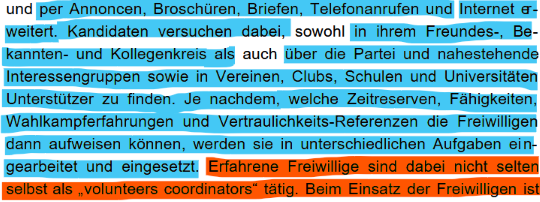 und per Annoncen, Broschüren, Briefen, Telefonanrufen und Internet er-
weitert. Kandidaten versuchen dabei, sowohl in ihrem Freundes-, Be-
kannten- und Kollegenkreis als auch über die Partei und nahestehende
Interessengruppen sowie in Vereinen, Clubs, Schulen und Universitäten
Unterstützer zu finden. Je nachdem, welche Zeitreserven, Fähigkeiten,
Wahlkampferfahrungen und Vertraulichkeits-Referenzen die Freiwilligen
dann aufweisen können, werden sie in unterschiedlichen Aufgaben ein-
gearbeitet und eingesetzt. Erfahrene Freiwillige sind dabei nicht selten
selbst als „volunteers coordinators“ tätig. Beim Einsatz der Freiwilligen ist